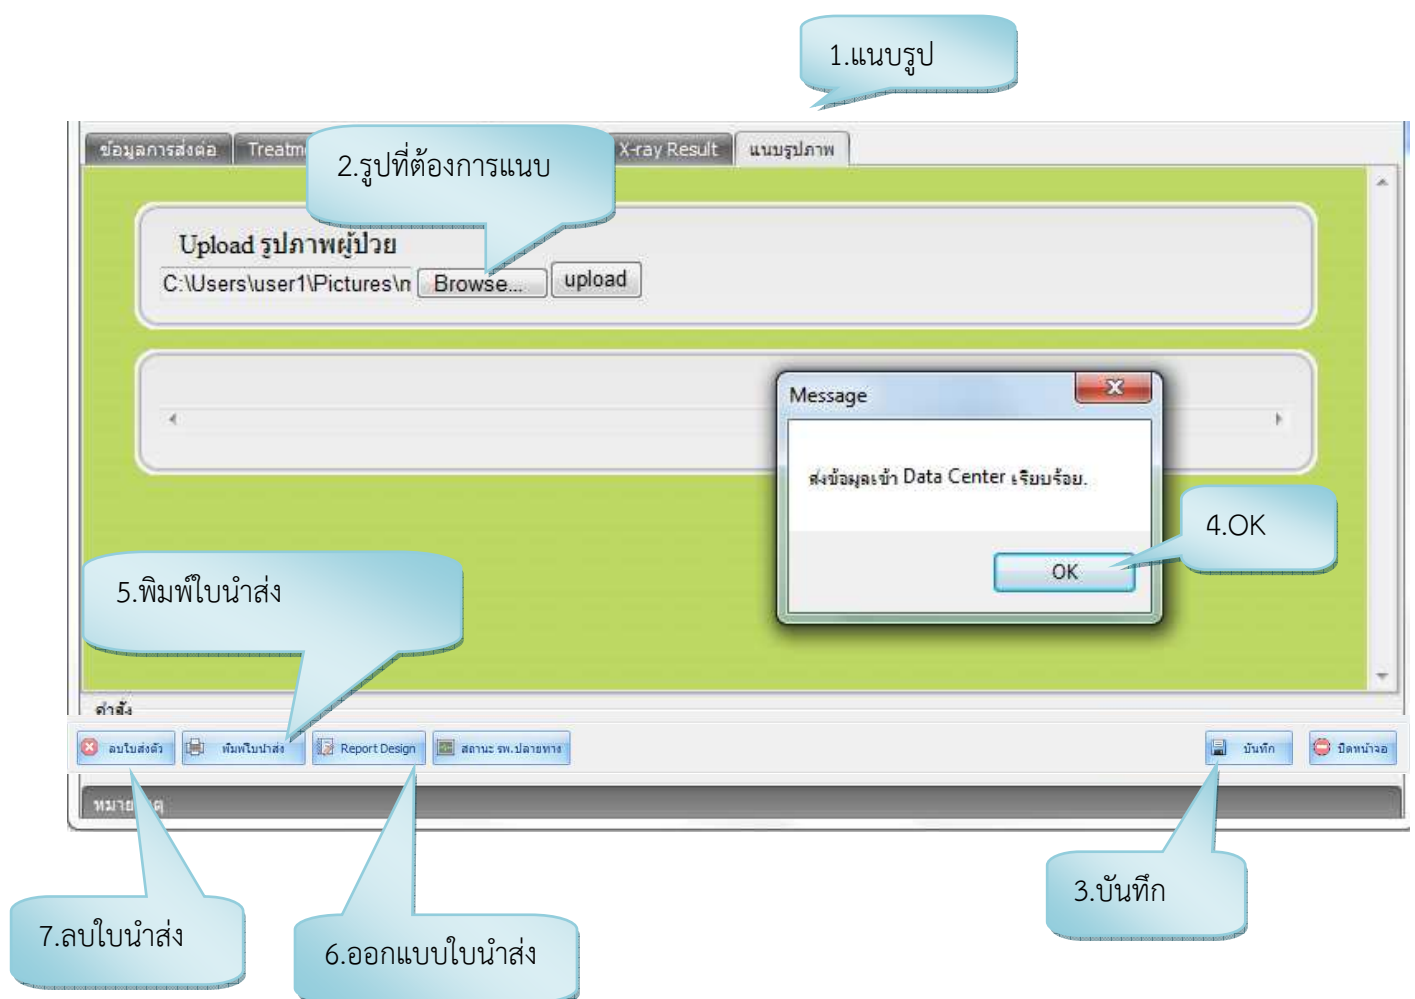 1.แนบรูป
ข้อมูลการส่งต่อ
2.รูปที่ต้องการแนบ
X-ray Result
แนบรูปภาพ
Upload รูปภาพผู้ป่วย
C:\Users\user1\Pictures\n
Browse...
upload
Message
ส่งข้อมูลเข้า Data Center เรียบร้อย.
4.OK
OK
5.พิมพ์ใบนำส่ง
คำสั่ง
ลบใบส่งตัว
พิมพ์ใบนำส่ง
Report Design
สถานะ รพ.ปลายทาง
บันทึก
ปิดหน้าจอ
3.บันทึก
7.ลบใบนำส่ง
6.ออกแบบใบนำส่ง